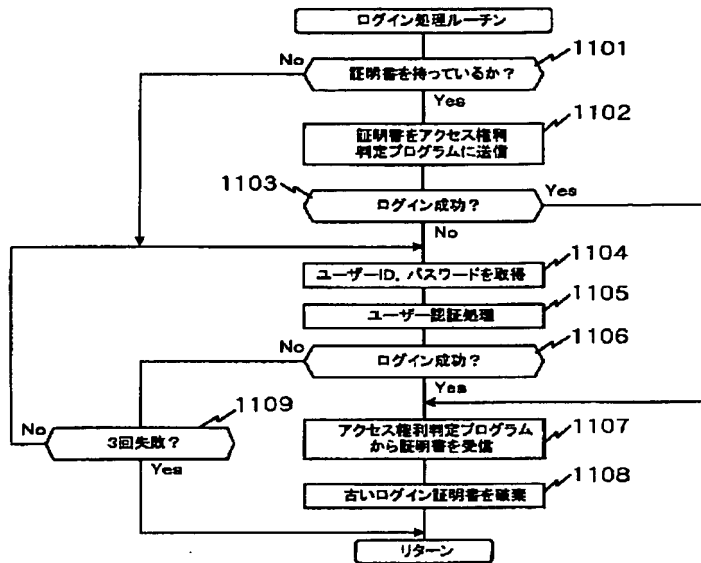 ログイン処理ルーチン
1101
No
証明書を持っているか?
Yes
1102
証明書をアクセス権利
判定プログラムに送信
1103
Yes
ログイン成功?
No
1104
ユーザーID,パスワードを取得
1105
ユーザー認証処理
1106
No
ログイン成功?
Yes
1109
No
3回失敗?
Yes
1107
アクセス権利判定プログラム
から証明書を受信
1108
古いログイン証明書を破棄
リターン